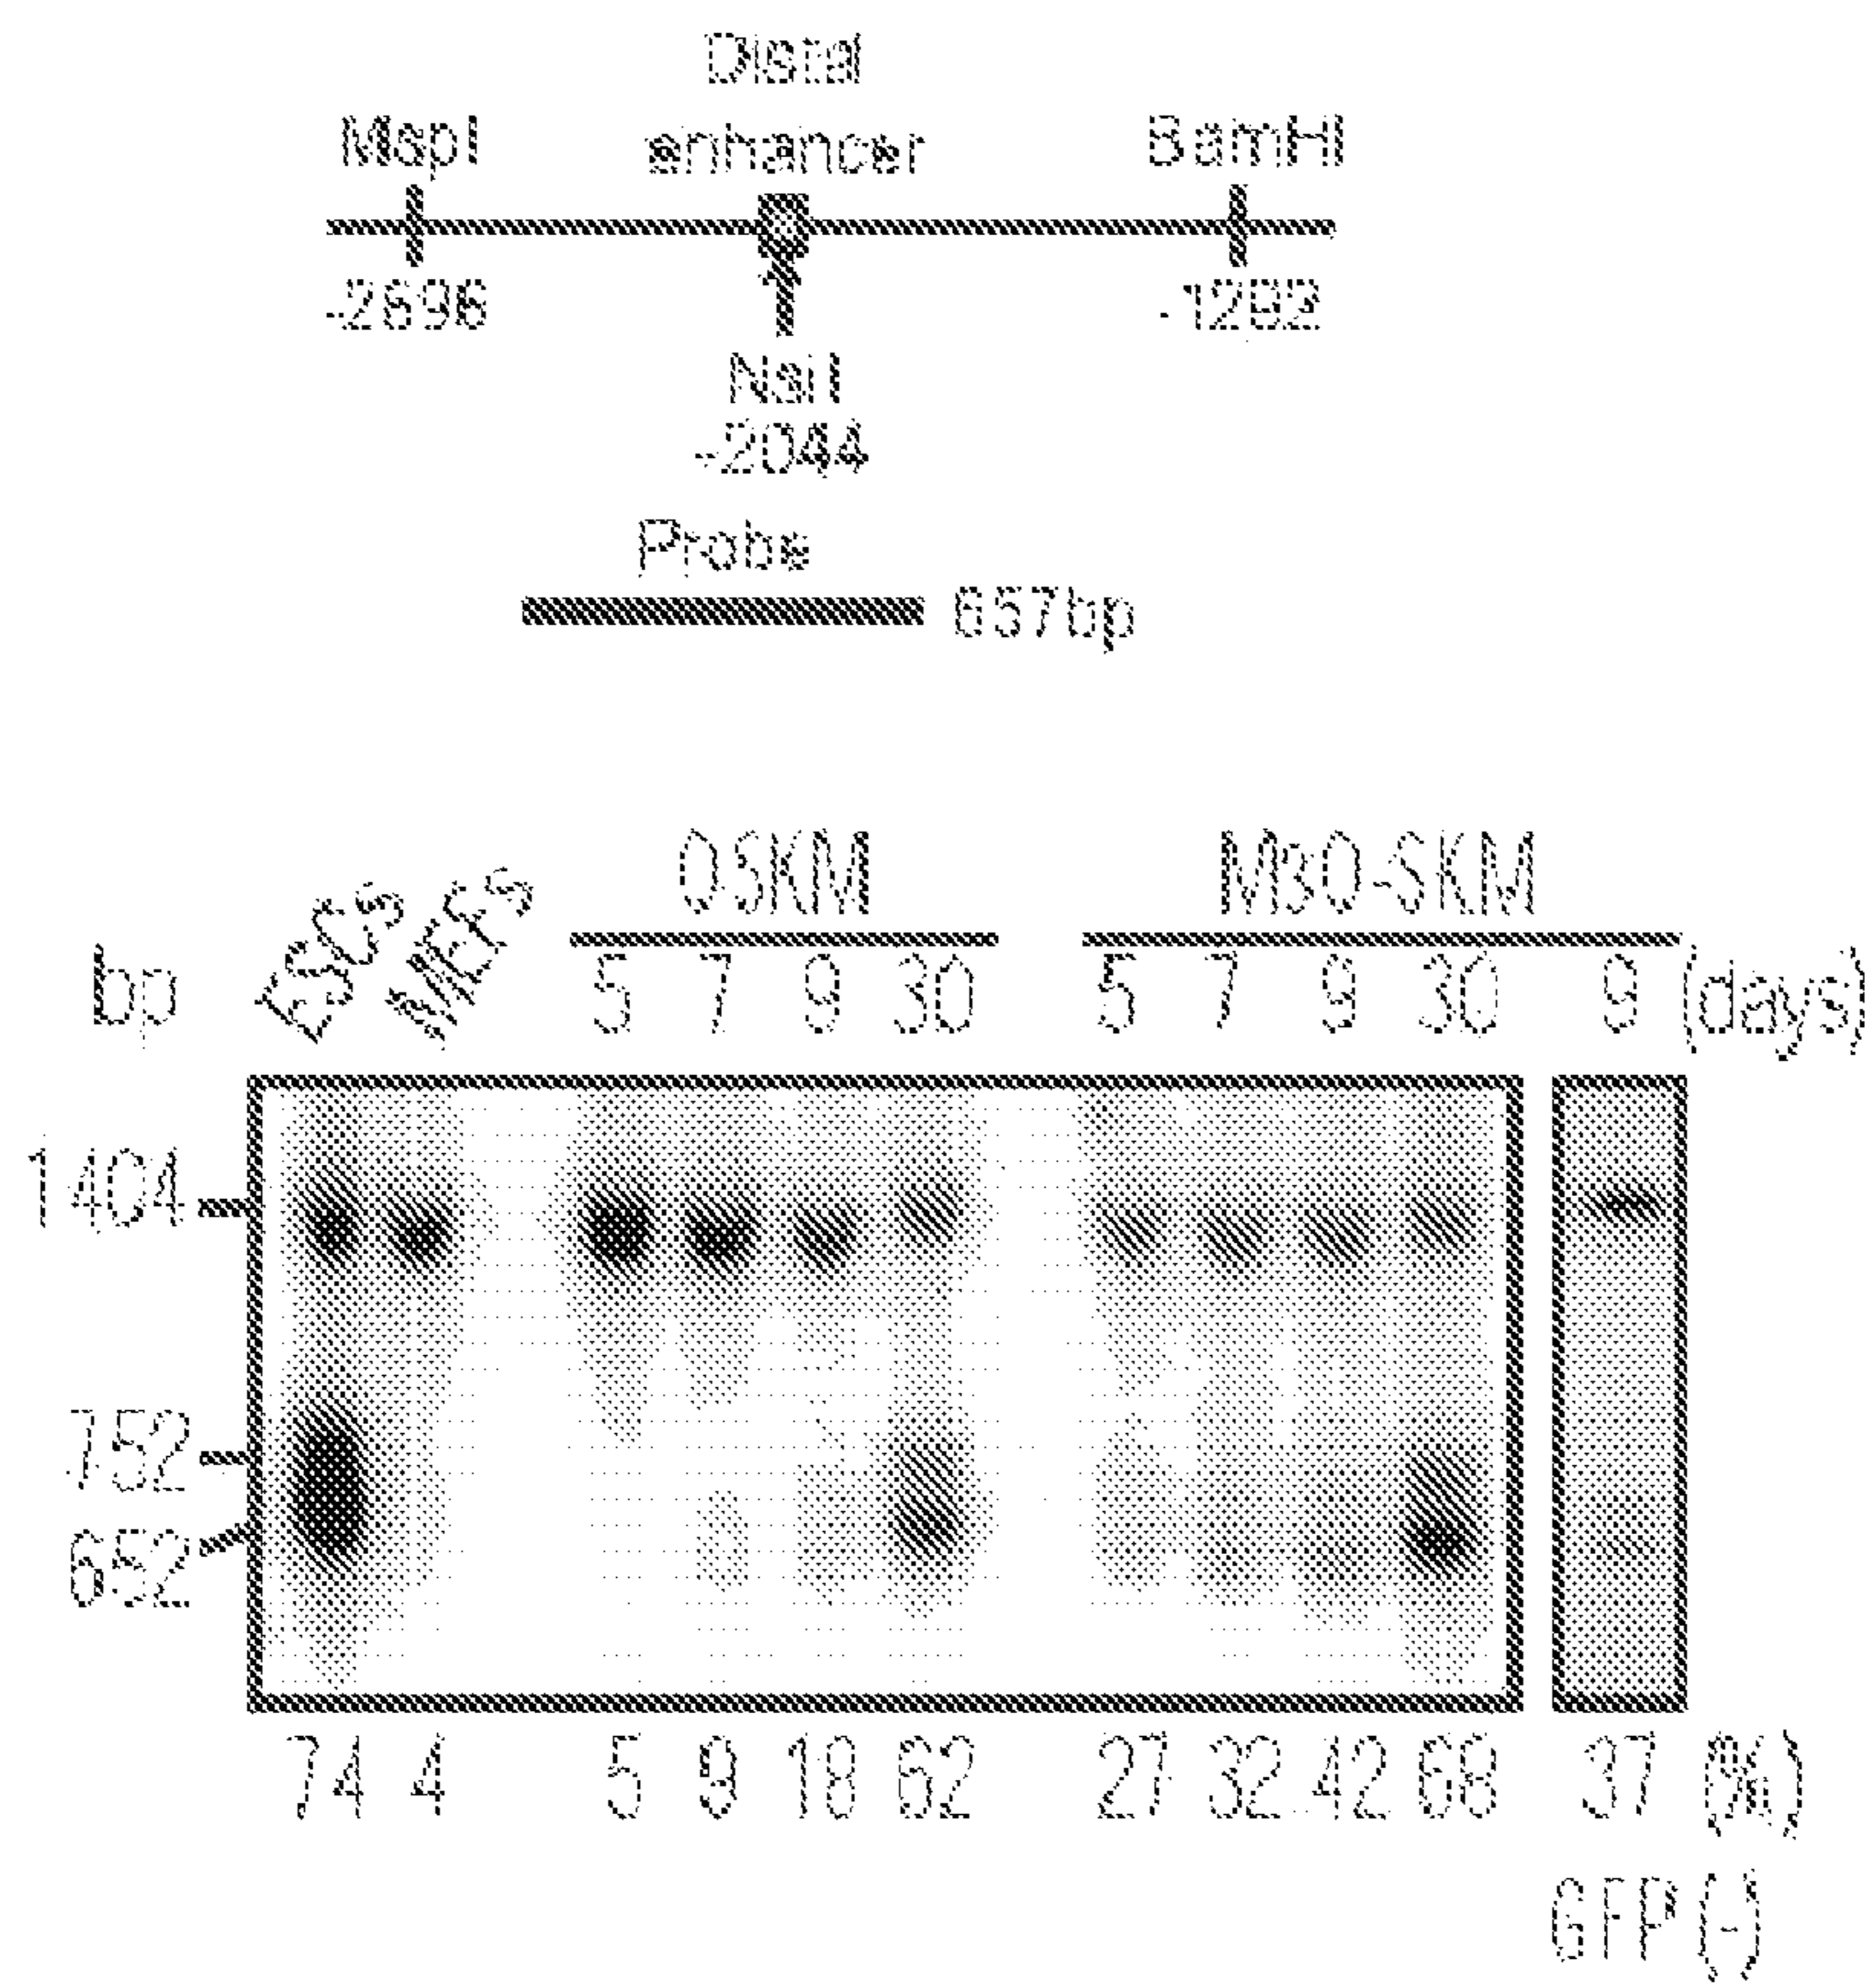 Distal
enhancer
MspI
BamHI
-2696
-1292
NsiI
-2044
Probe
657bp
OSKM
M3O-SKM
bp
ESCs
MEFs
5 7 9 30
5 7 9 30 9 (days)
1404
752
652
74 4 5 9 18 62 27 32 42 68 37 (%)
GFP (-)